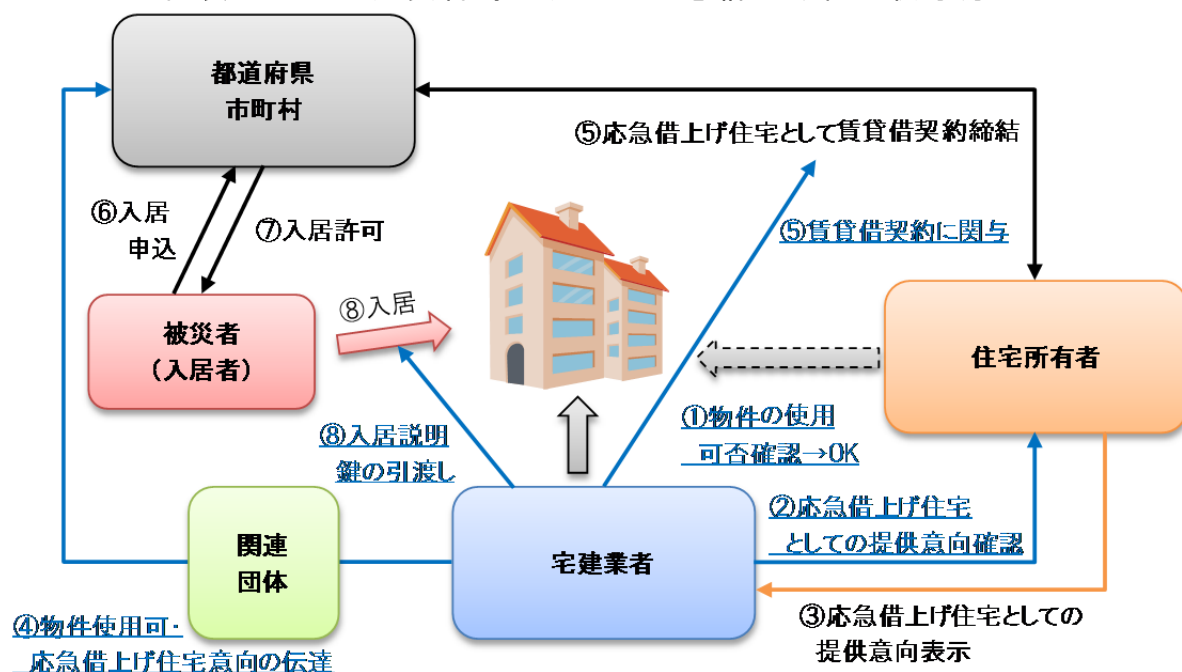 都道府県
市町村
⑤応急借上げ住宅として賃貸借契約締結
⑥入居
申込
⑦入居許可
⑤賃貸借契約に関与
被災者
（入居者）
⑧入居
住宅所有者
①物件の使用
可否確認→OK
⑧入居説明
鍵の引渡し
②応急借上げ住宅
としての提供意向確認
関連
団体
宅建業者
③応急借上げ住宅としての
提供意向表示
④物件使用可・
応急借上げ住宅意向の伝達